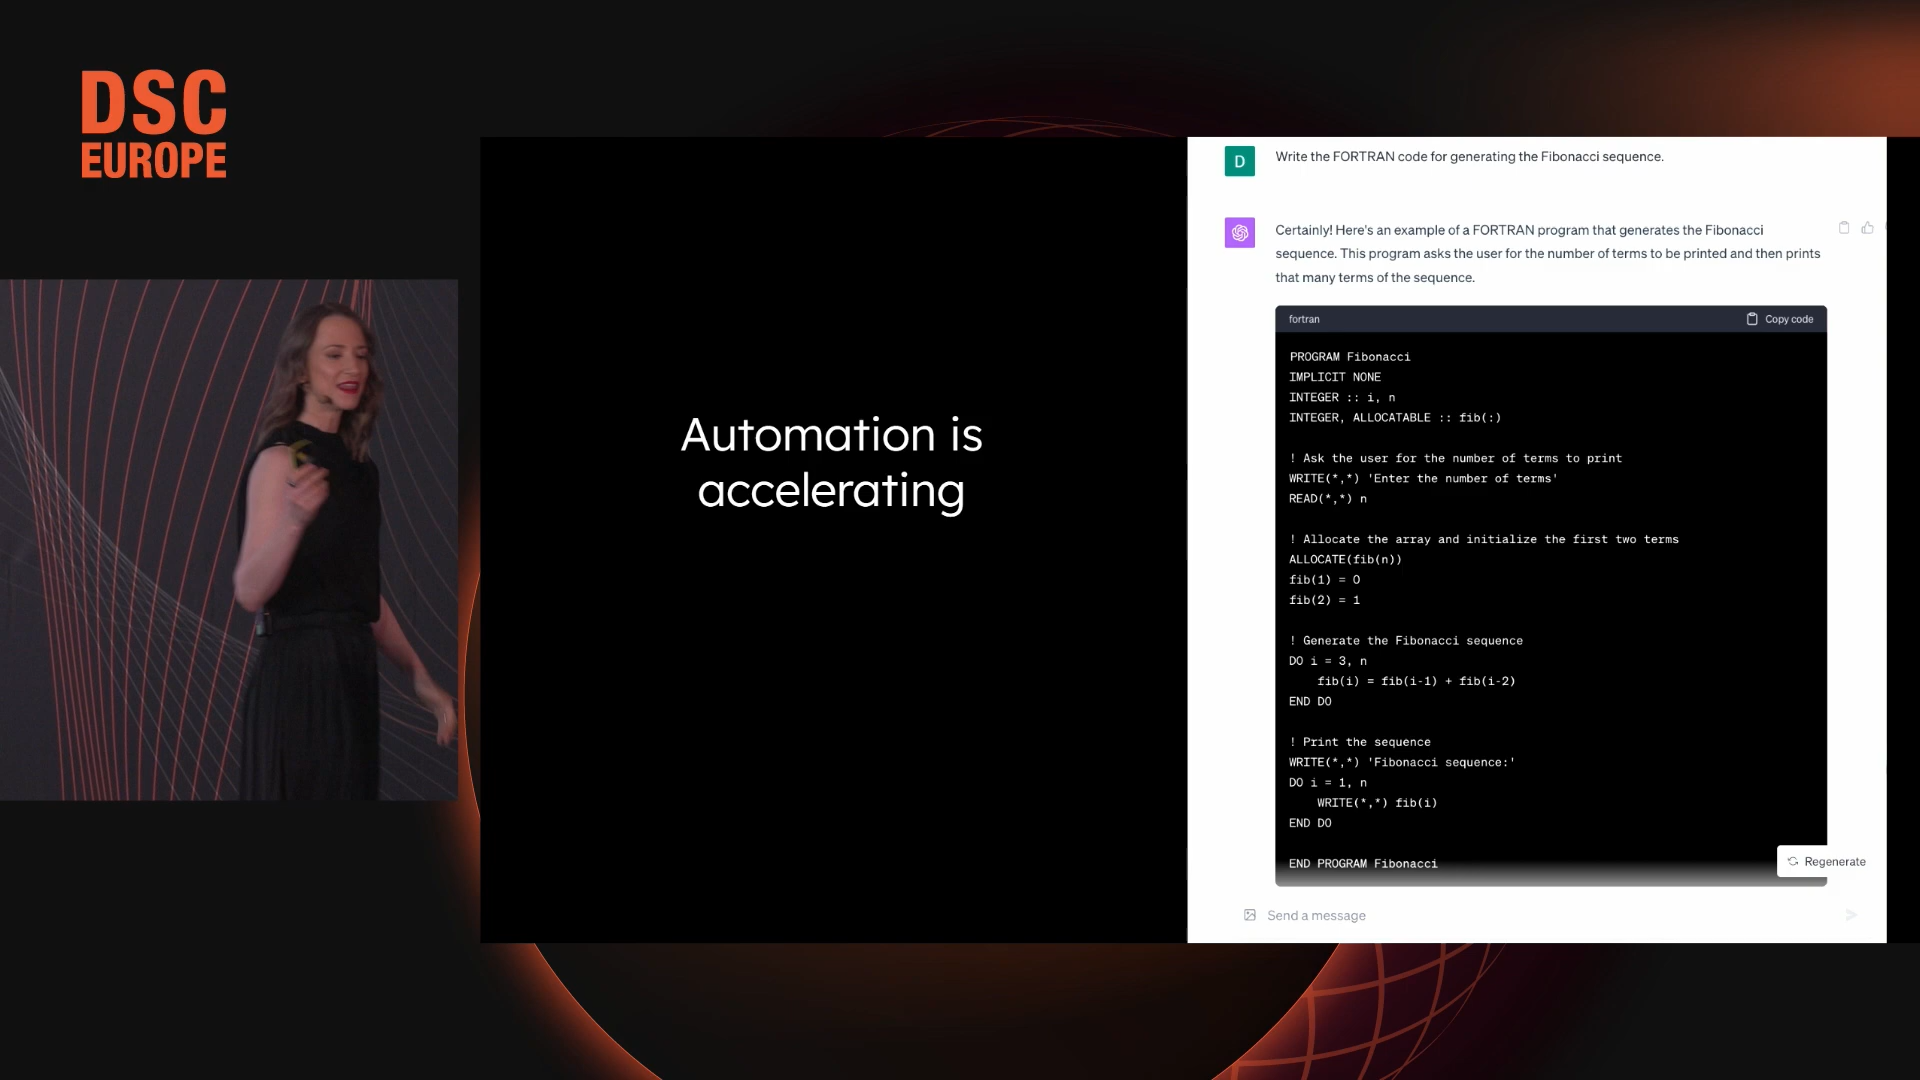 DSC
EUROPE
Automation is
accelerating
D
Write the FORTRAN code for generating the Fibonacci sequence.
Certainly! Here's an example of a FORTRAN program that generates the Fibonacci
sequence. This program asks the user for the number of terms to be printed and then prints
that many terms of the sequence.
fortran
Copy code
PROGRAM Fibonacci
IMPLICIT NONE
INTEGER :: i, n
INTEGER, ALLOCATABLE :: fib(:)
! Ask the user for the number of terms to print
WRITE(*,*) 'Enter the number of terms'
READ(*,*) n
! Allocate the array and initialize the first two terms
ALLOCATE(fib(n))
fib(1) = 0
fib(2) = 1
! Generate the Fibonacci sequence
DO i = 3, n
    fib(i) = fib(i-1) + fib(i-2)
END DO
! Print the sequence
WRITE(*,*) 'Fibonacci sequence:'
DO i = 1, n
    WRITE(*,*) fib(i)
END DO
END PROGRAM Fibonacci
Regenerate
Send a message